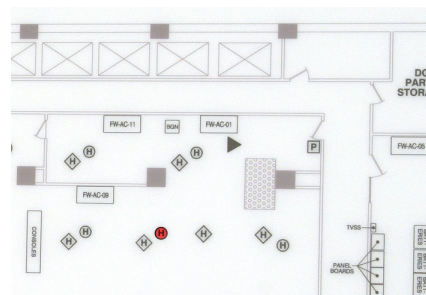 DG
PAR
STORA
FW-AC-11
BGN
FW-AC-01
FW-AC-05
P
H
H
H
H
FW-AC-09
H
H
H
H
H
H
H
CONSOLES
TVSS
PANEL
BOARDS